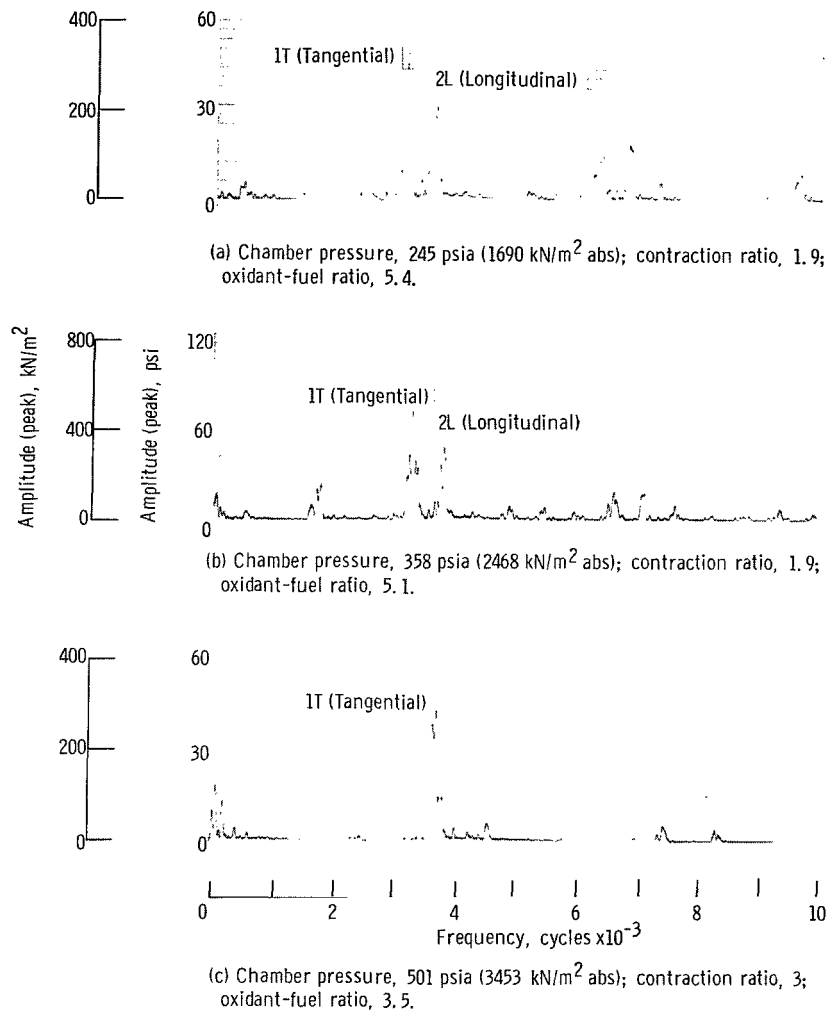 400
200
0
60
30
0
1T (Tangential)
2L (Longitudinal)
(a) Chamber pressure, 245 psia (1690 kN/m² abs); contraction ratio, 1.9;
oxidant-fuel ratio, 5.4.
Amplitude (peak), kN/m²
800
400
0
Amplitude (peak), psi
120
60
0
1T (Tangential)
2L (Longitudinal)
(b) Chamber pressure, 358 psia (2468 kN/m² abs); contraction ratio, 1.9;
oxidant-fuel ratio, 5.1.
400
200
0
60
30
0
1T (Tangential)
0 2 4 6 8 10
Frequency, cycles x10⁻³
(c) Chamber pressure, 501 psia (3453 kN/m² abs); contraction ratio, 3;
oxidant-fuel ratio, 3.5.